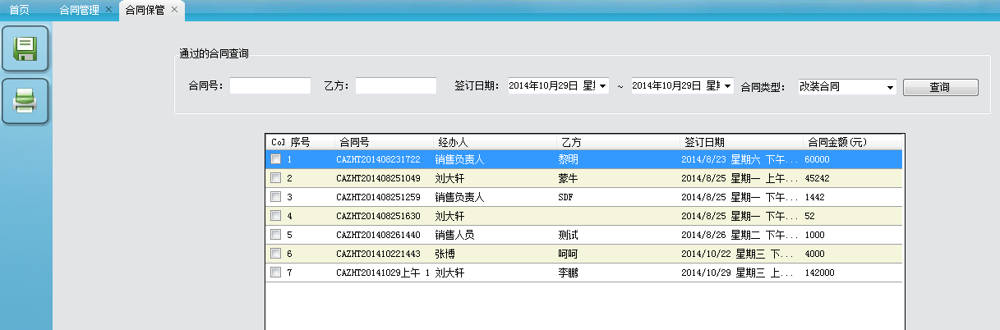 首页 合同管理 × 合同保管 ×
通过的合同查询
合同号： 乙方： 签订日期： 2014年10月29日 星 ~ 2014年10月29日 星 合同类型： 改装合同 查询
Col 序号 合同号 经办人 乙方 签订日期 合同金额(元)
1 CAZHT201408231722 销售负责人 黎明 2014/8/23 星期六 下午... 60000
2 CAZHT201408251049 刘大轩 蒙牛 2014/8/25 星期一 上午... 45242
3 CAZHT201408251259 销售负责人 SDF 2014/8/25 星期一 下午... 1442
4 CAZHT201408251630 刘大轩 2014/8/25 星期一 下午... 52
5 CAZHT201408261440 销售人员 测试 2014/8/26 星期二 下午... 1000
6 CAZHT201410221443 张博 呵呵 2014/10/22 星期三 下... 4000
7 CAZHT20141029上午 1 刘大轩 李鹏 2014/10/29 星期三 上... 142000